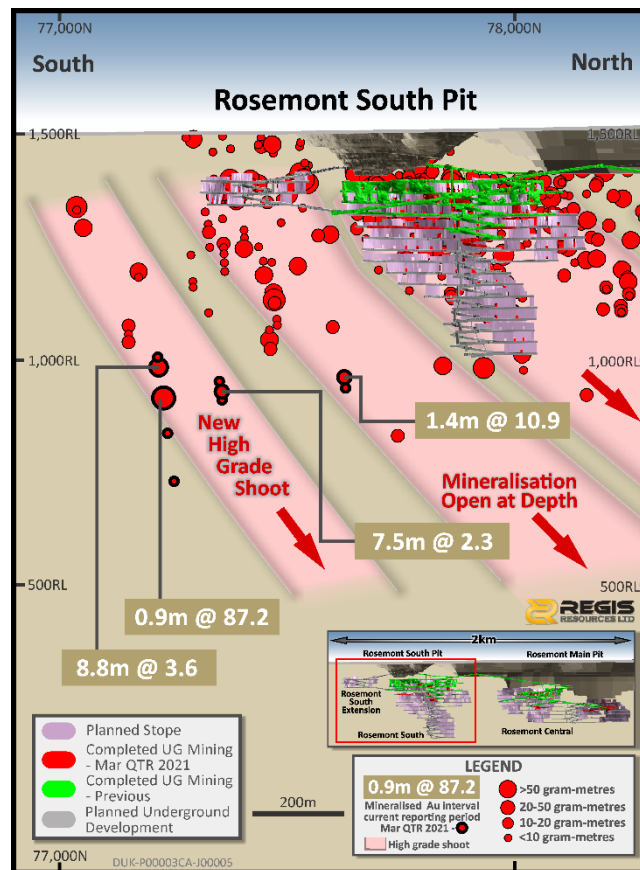 77,000N
78,000N
South
North
Rosemont South Pit
1,500RL
1,500RL
1,000RL
1,000RL
1.4m @ 10.9
New
High
Grade
Shoot
Mineralisation
Open at Depth
7.5m @ 2.3
500RL
500RL
0.9m @ 87.2
REGIS
RESOURCES LTD
8.8m @ 3.6
2km
Rosemont South Pit
Rosemont Main Pit
Rosemont
South
Extension
Rosemont South
Rosemont Central
Planned Stope
Completed UG Mining
- Mar QTR 2021
Completed UG Mining
- Previous
Planned Underground
Development
200m
LEGEND
0.9m @ 87.2
Mineralised Au interval
current reporting period
Mar QTR 2021 -
High grade shoot
>50 gram-metres
20-50 gram-metres
10-20 gram-metres
<10 gram-metres
77,000N
DUK-P00003CA-J00005